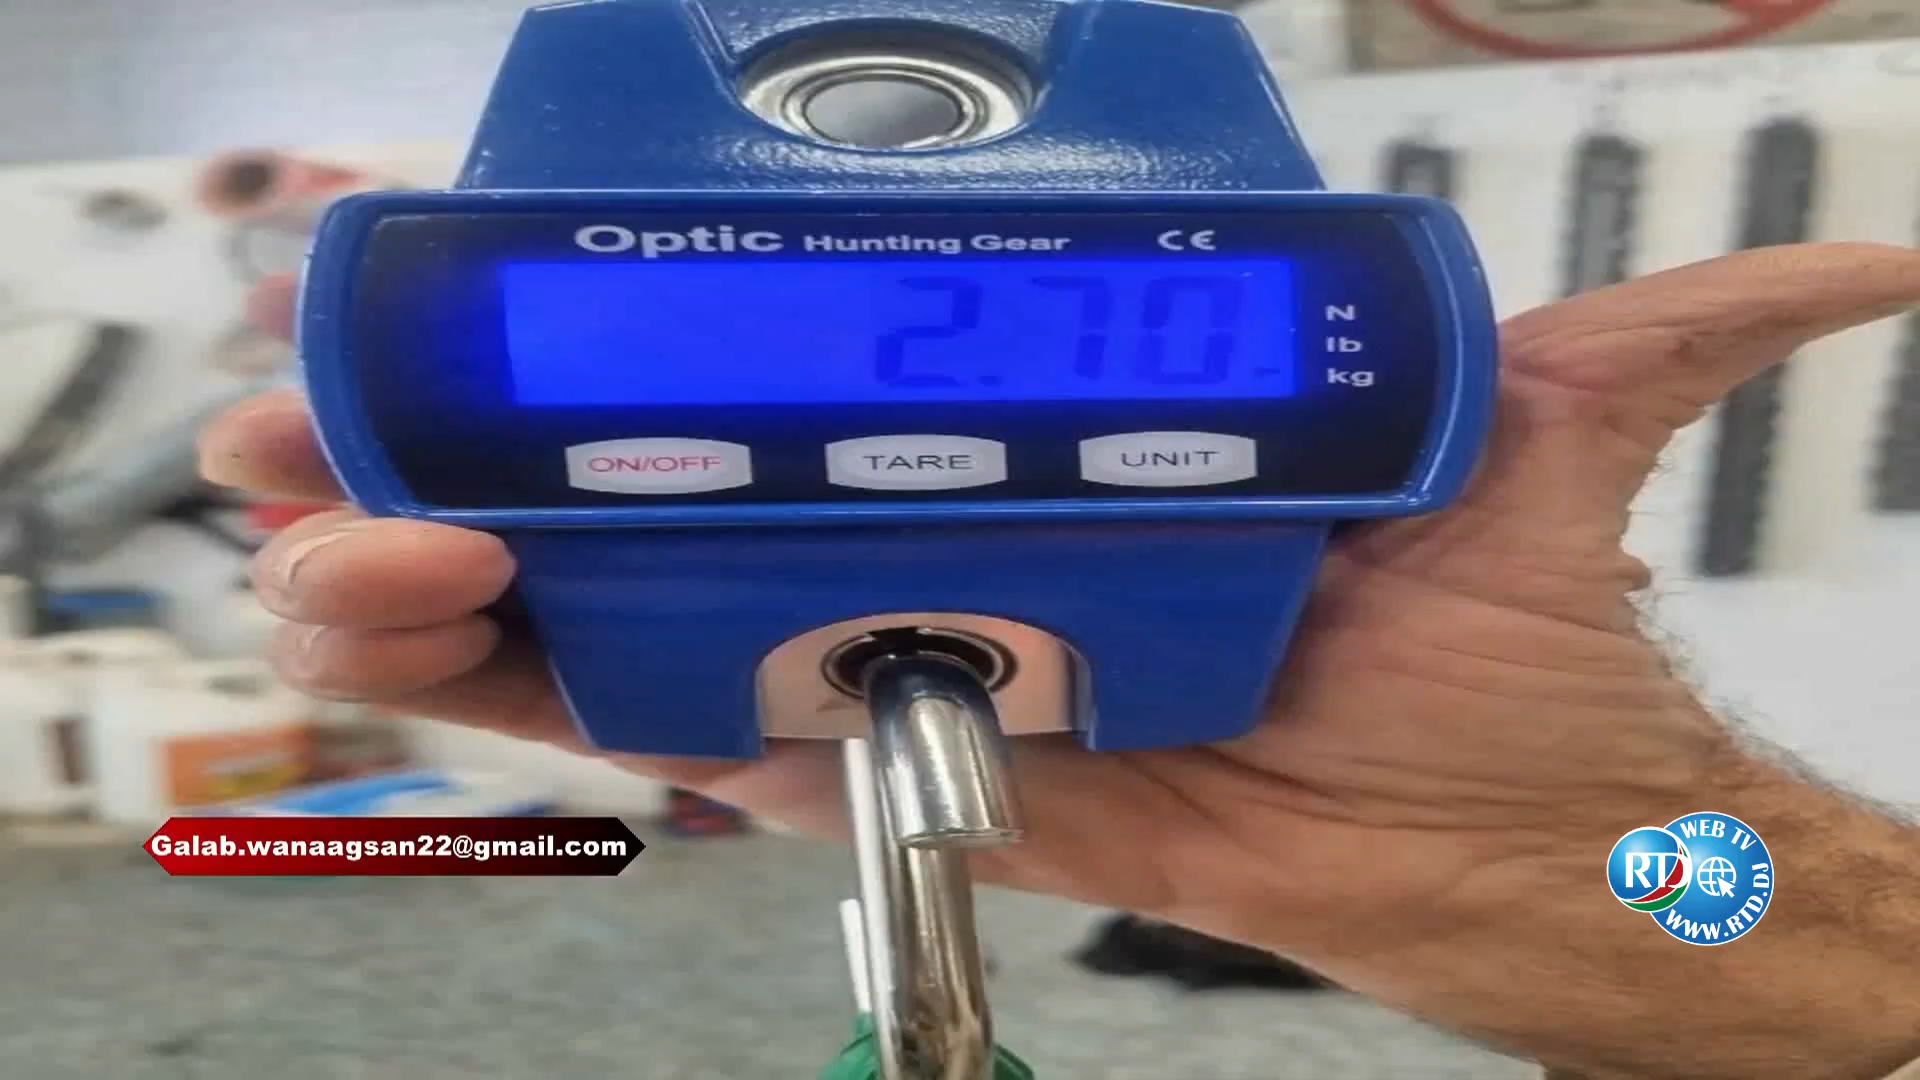 Optic Hunting Gear CE
2.70
N
lb
kg
ON/OFF TARE UNIT
Galab.wanaagsan22@gmail.com
WEB TV
RTD
WWW.RTD.DJ